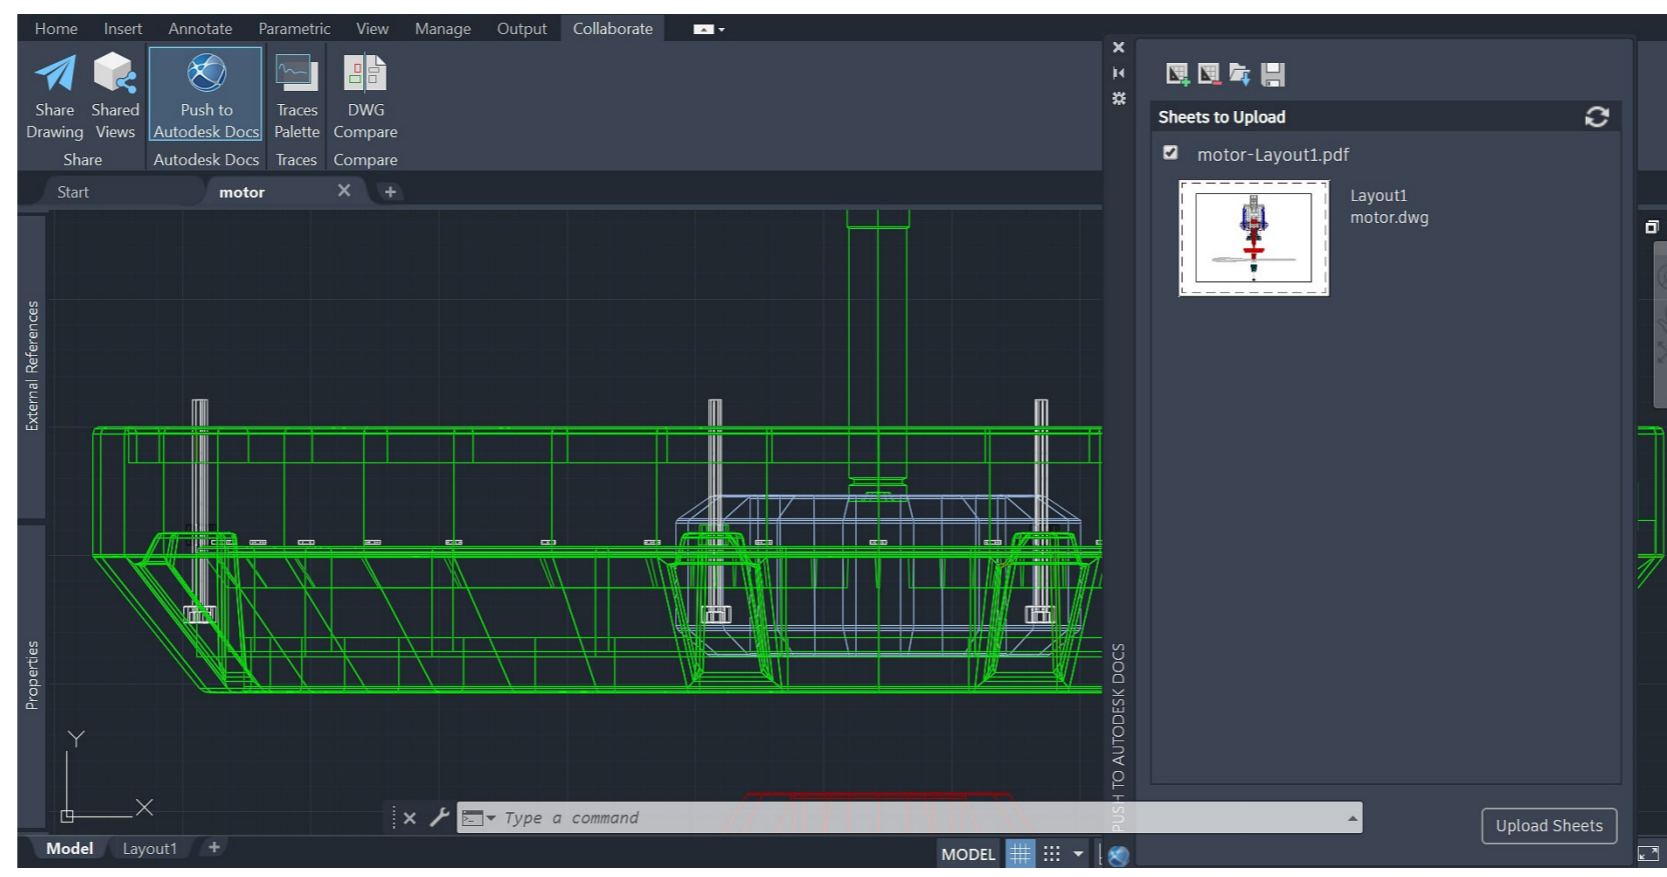 Home Insert Annotate Parametric View Manage Output Collaborate
Share Drawing
Shared Views
Push to Autodesk Docs
Traces Palette
DWG Compare
Share Autodesk Docs Traces Compare
Start motor
External References
Properties
Y
X
Type a command
Model Layout1
MODEL
PUSH TO AUTODESK DOCS
Sheets to Upload
motor-Layout1.pdf
Layout1
motor.dwg
Upload Sheets